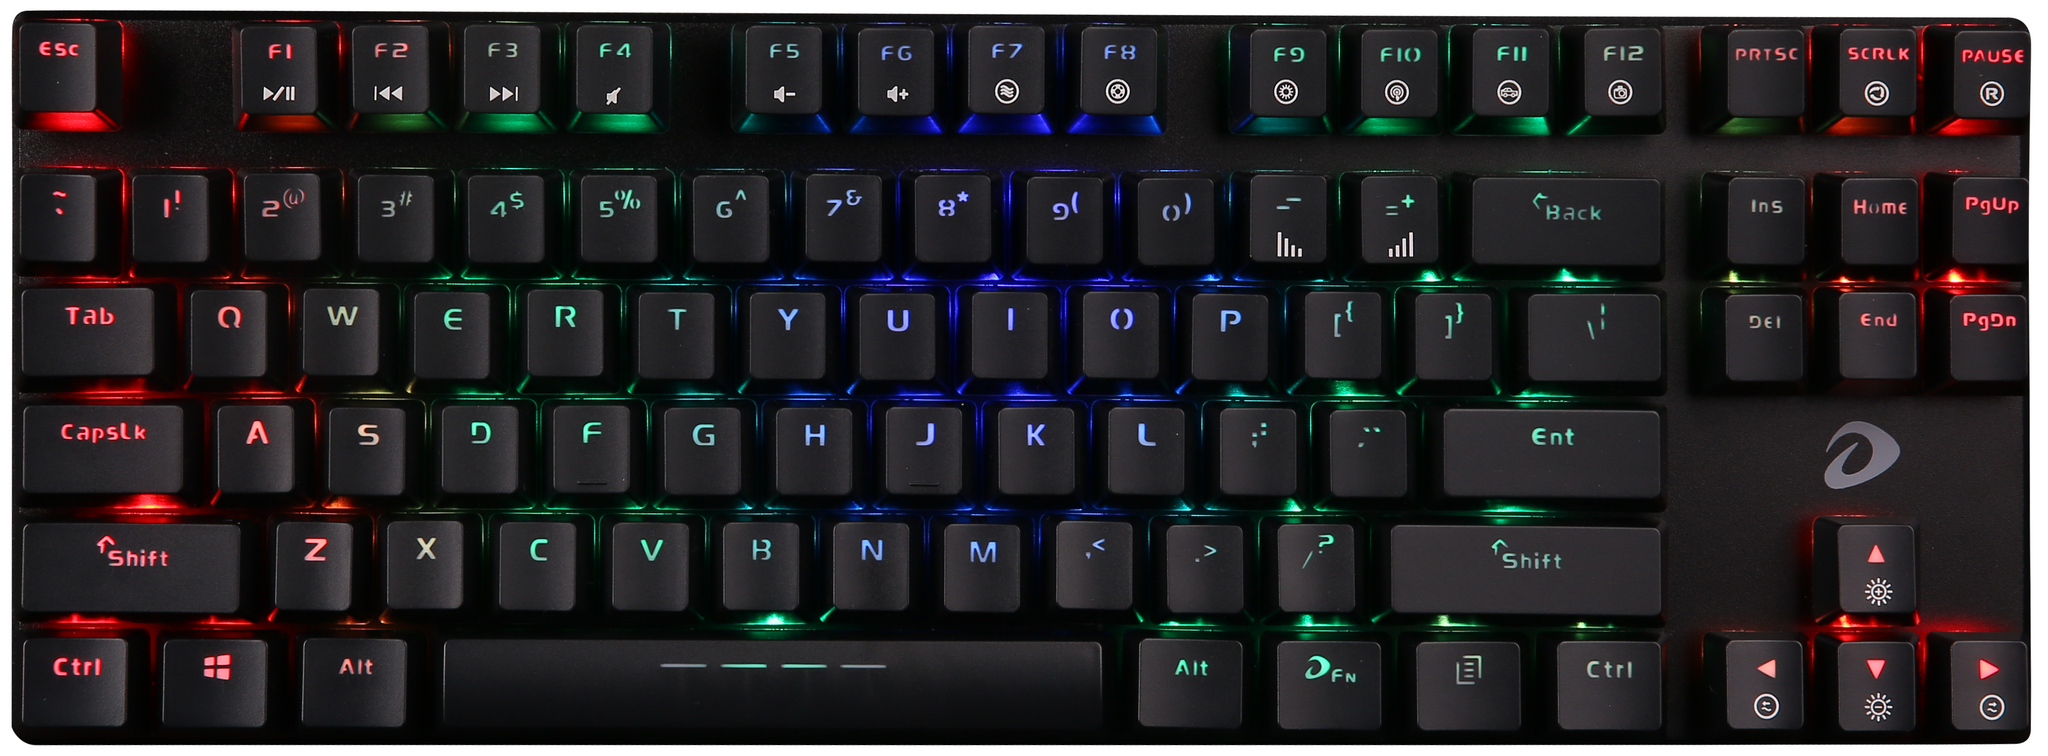 Esc F1 F2 F3 F4 F5 F6 F7 F8 F9 F10 F11 F12 PRTSC SCRLK PAUSE
R
~ ` 1! 2@ 3# 4$ 5% 6^ 7& 8* 9( 0) -_ =+ Back Ins Home PgUp
Tab Q W E R T Y U I O P [{ ]} \¦ Del End PgDn
CapsLk A S D F G H J K L ;: '" Ent
Shift Z X C V B N M ,< .> /? Shift
Ctrl Alt Alt FN Ctrl